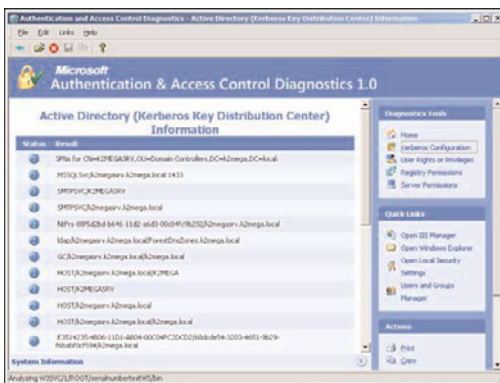 Authentication and Access Control Diagnostics - Active Directory (Kerberos Key Distribution Center) Information
File Edit Links Help
Microsoft
Authentication & Access Control Diagnostics 1.0
Active Directory (Kerberos Key Distribution Center) Information
Status Result
SPNs for CN=K2MEGASRV,OU=Domain Controllers,DC=k2mega,DC=local:
MSSQLSvc/k2megasrv.k2mega.local:1433
SMTPSVC/K2MEGASRV
SMTPSVC/k2megasrv.k2mega.local
ldap/k2megasrv.k2mega.local/ForestDnsZones.k2mega.local
GC/k2megasrv.k2mega.local/k2mega.local
HOST/k2megasrv.k2mega.local/K2MEGA
HOST/K2MEGASRV
HOST/k2megasrv.k2mega.local
HOST/k2megasrv.k2mega.local/k2mega.local
System Information
Diagnostics Tools
Home
Kerberos Configuration
User Rights or Privileges
Registry Permissions
Server Permissions
Quick Links
Open IIS Manager
Open Windows Explorer
Open Local Security Settings
Users and Groups Manager
Actions
Print
Copy
Analyzing W3SVC/1/ROOT/serialnumbertestWS/bin